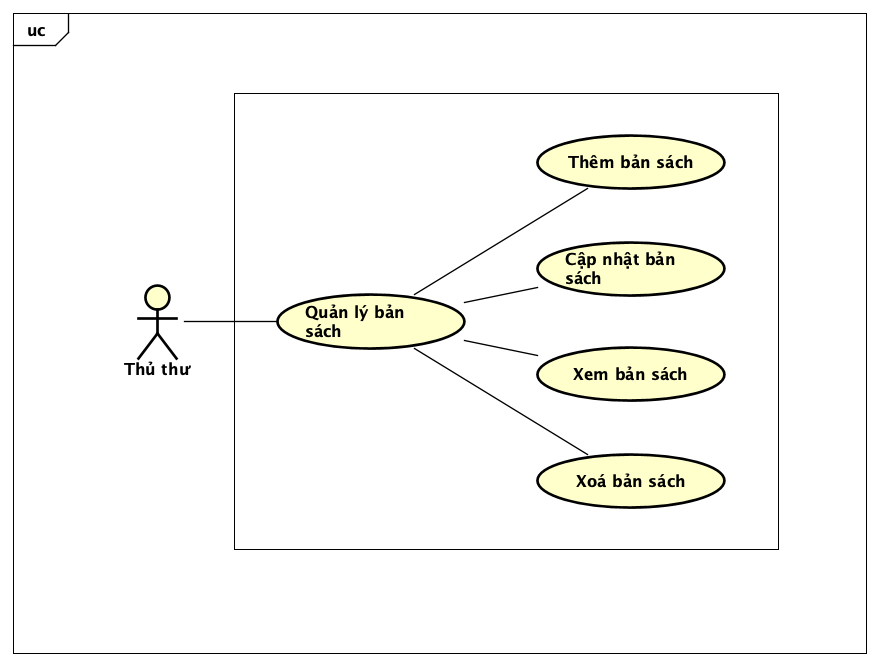 uc
Thêm bản sách
Cập nhật bản
sách
Quản lý bản
sách
Thủ thư
Xem bản sách
Xoá bản sách